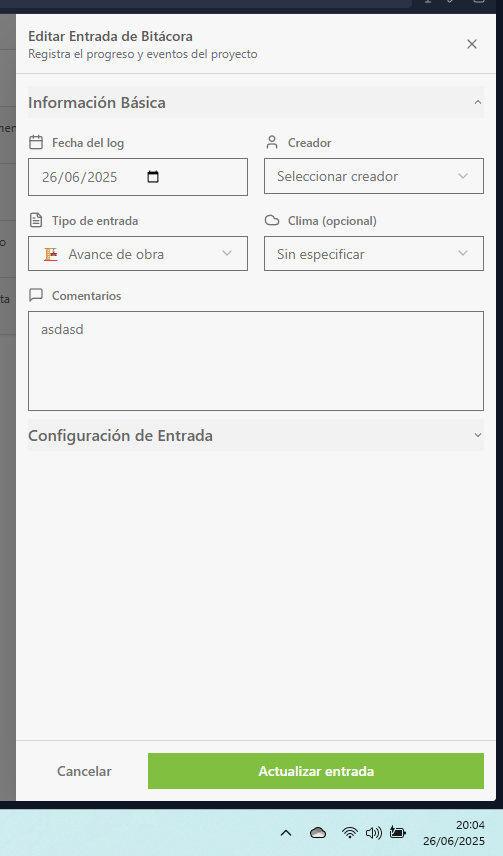 Editar Entrada de Bitácora
Registra el progreso y eventos del proyecto
Información Básica
Fecha del log
Creador
26/06/2025
Seleccionar creador
Tipo de entrada
Clima (opcional)
Avance de obra
Sin especificar
Comentarios
asdasd
Configuración de Entrada
Cancelar
Actualizar entrada
20:04
26/06/2025